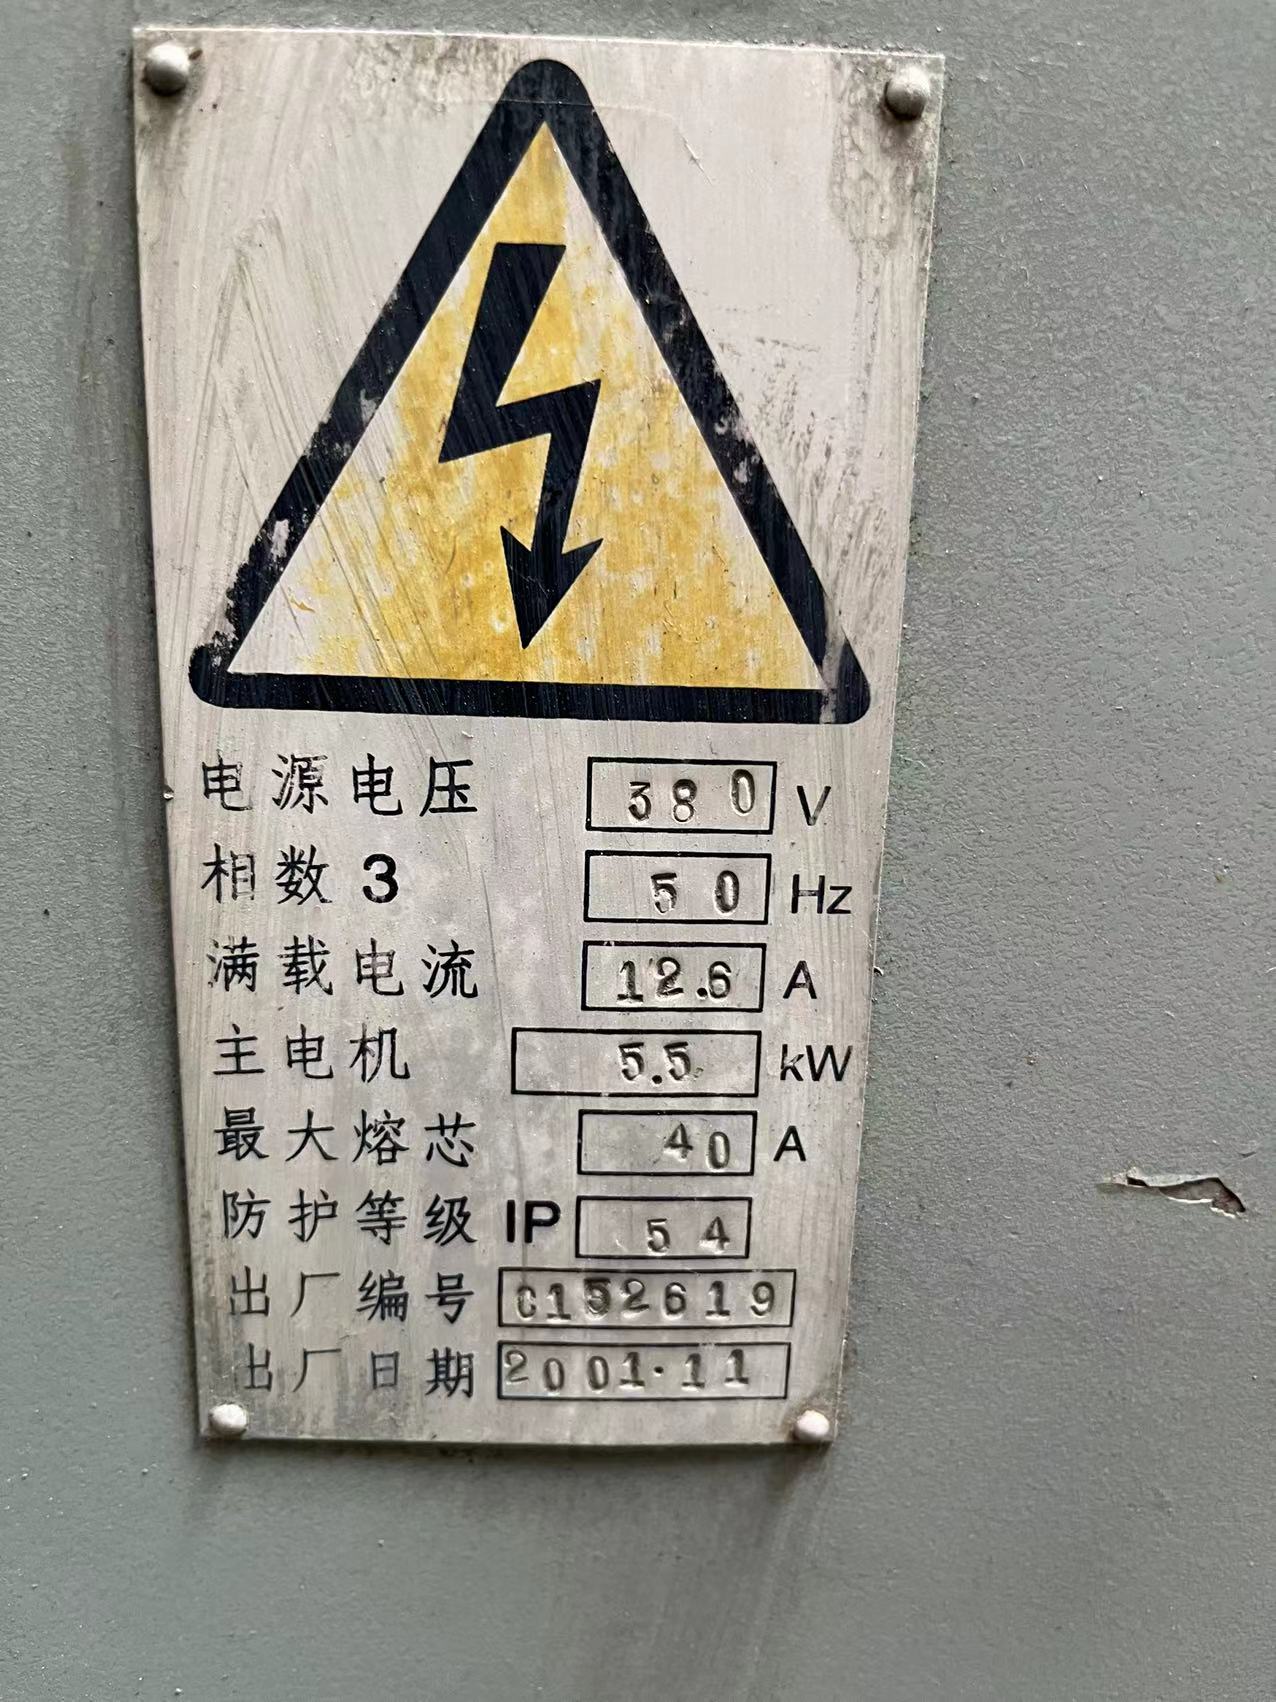 电源电压 380 V
相数 3 50 Hz
满载电流 12.6 A
主电机 5.5 kW
最大熔芯 40 A
防护等级 IP 54
出厂编号 C152619
出厂日期 2001·11